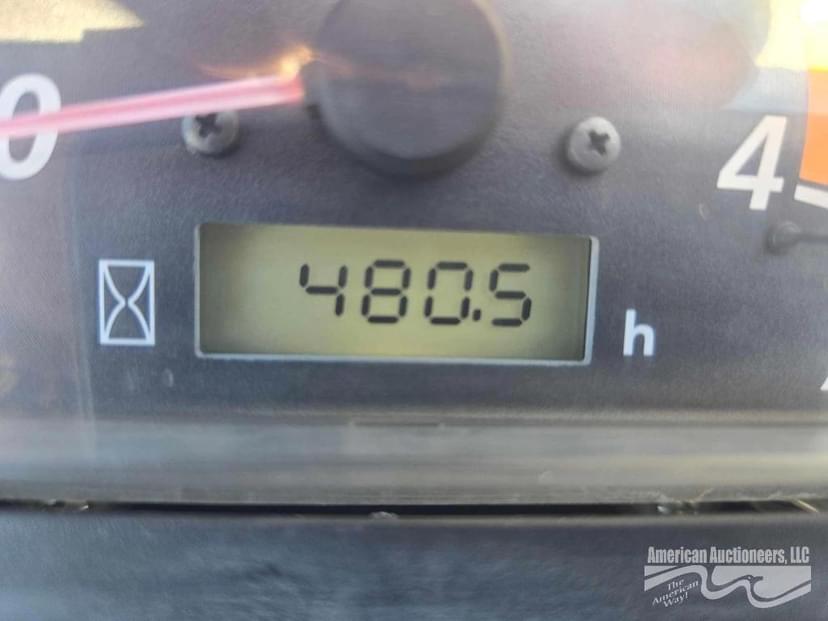 0
4
480.5
h
American Auctioneers, LLC
The
American
Way!